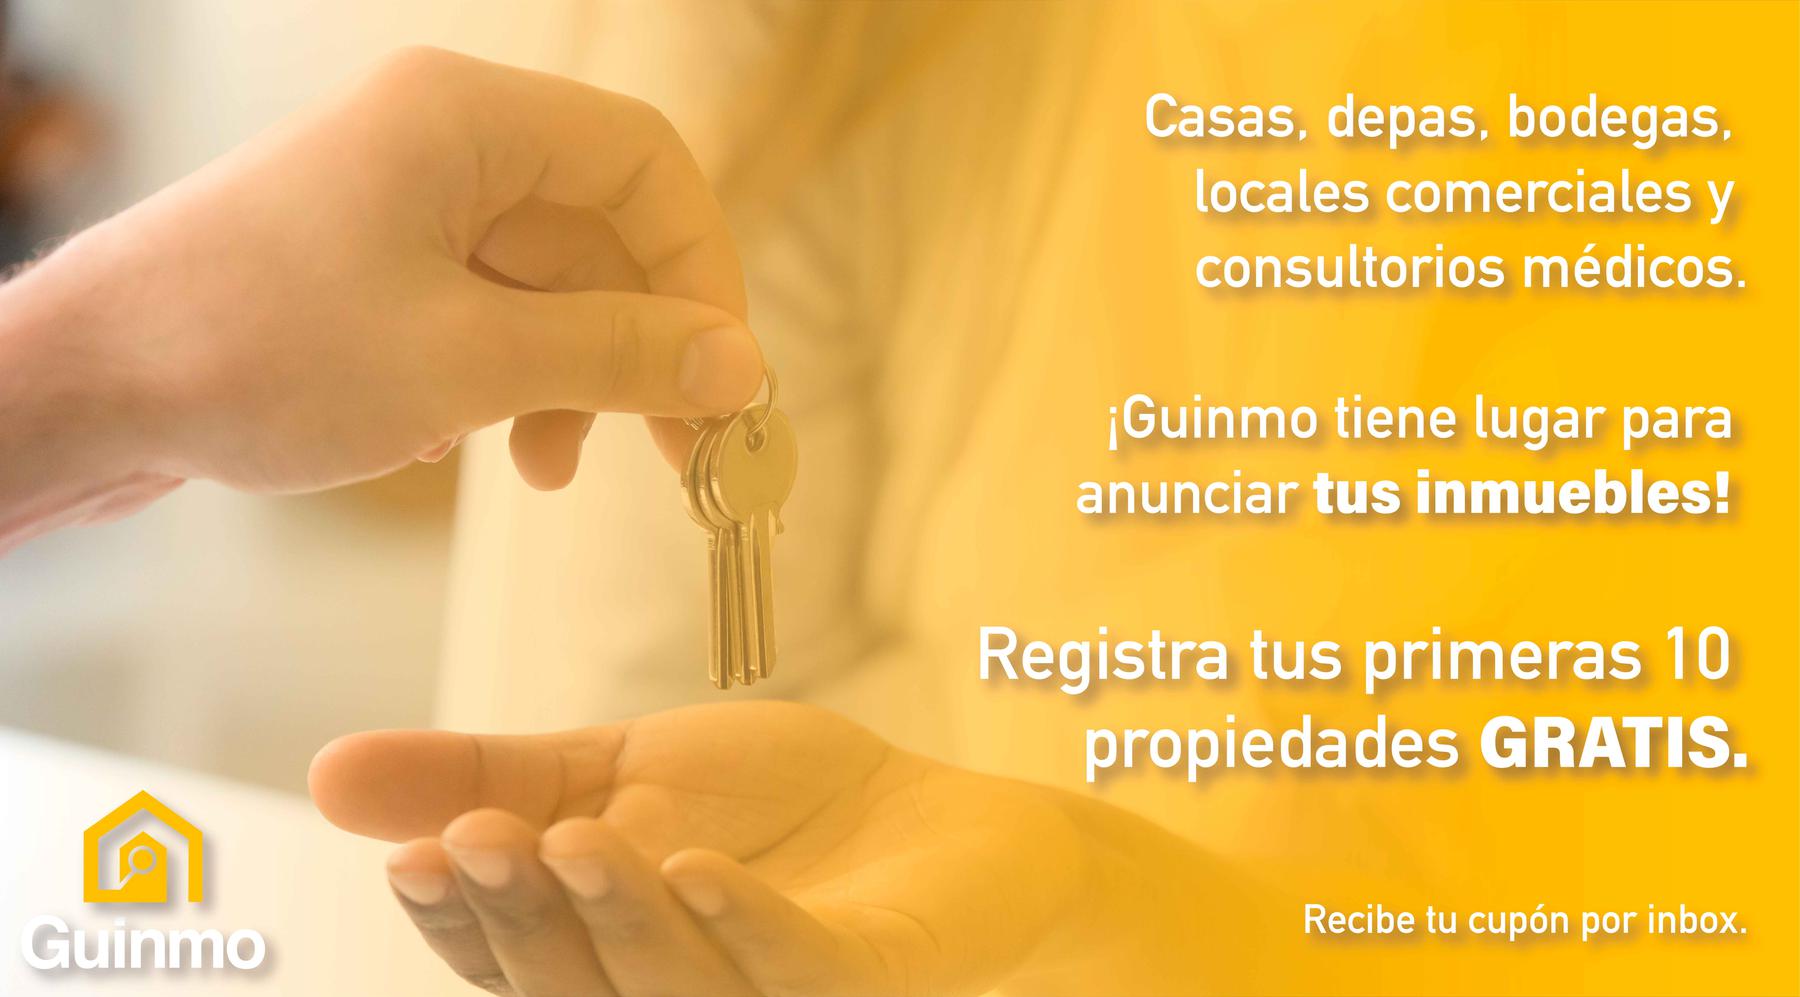 Casas, depas, bodegas,
locales comerciales y
consultorios médicos.
¡Guinmo tiene lugar para
anunciar tus inmuebles!
Registra tus primeras 10
propiedades GRATIS.
Recibe tu cupón por inbox.
Guinmo